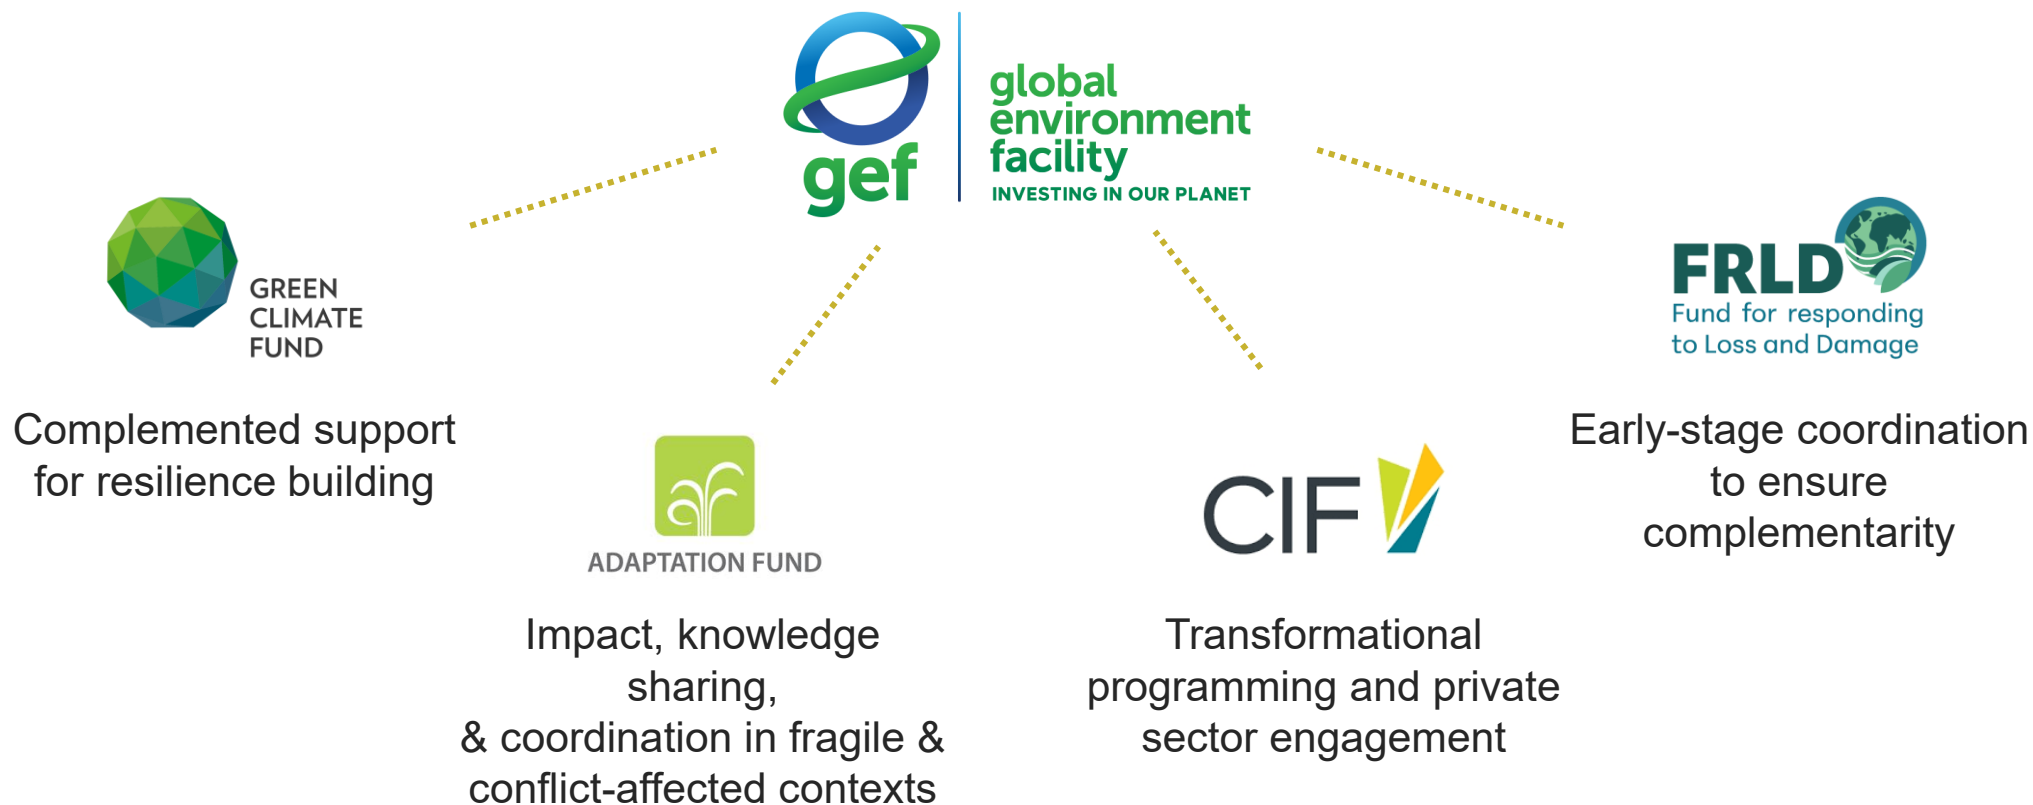 gef
global
environment
facility
INVESTING IN OUR PLANET
GREEN
CLIMATE
FUND
Complemented support
for resilience building
ADAPTATION FUND
Impact, knowledge
sharing,
& coordination in fragile &
conflict-affected contexts
CIF
Transformational
programming and private
sector engagement
FRLD
Fund for responding
to Loss and Damage
Early-stage coordination
to ensure
complementarity